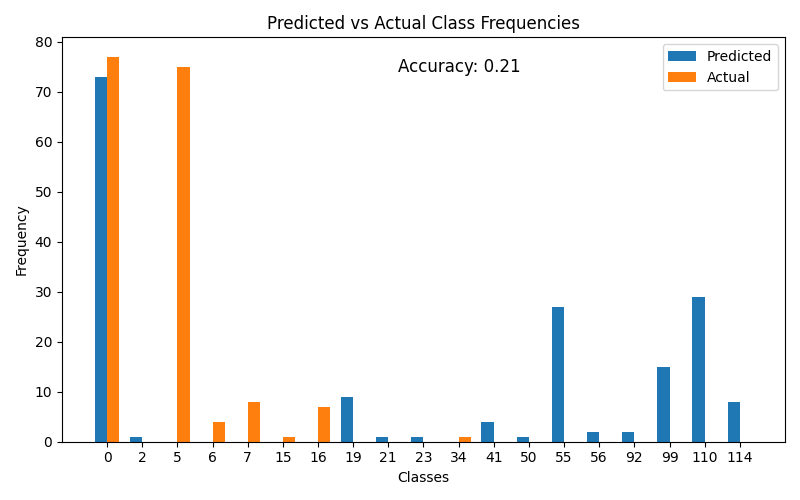 Predicted vs Actual Class Frequencies
Accuracy: 0.21
Predicted
Actual
80
70
60
50
40
30
20
10
0
Frequency
0 2 5 6 7 15 16 19 21 23 34 41 50 55 56 92 99 110 114
Classes